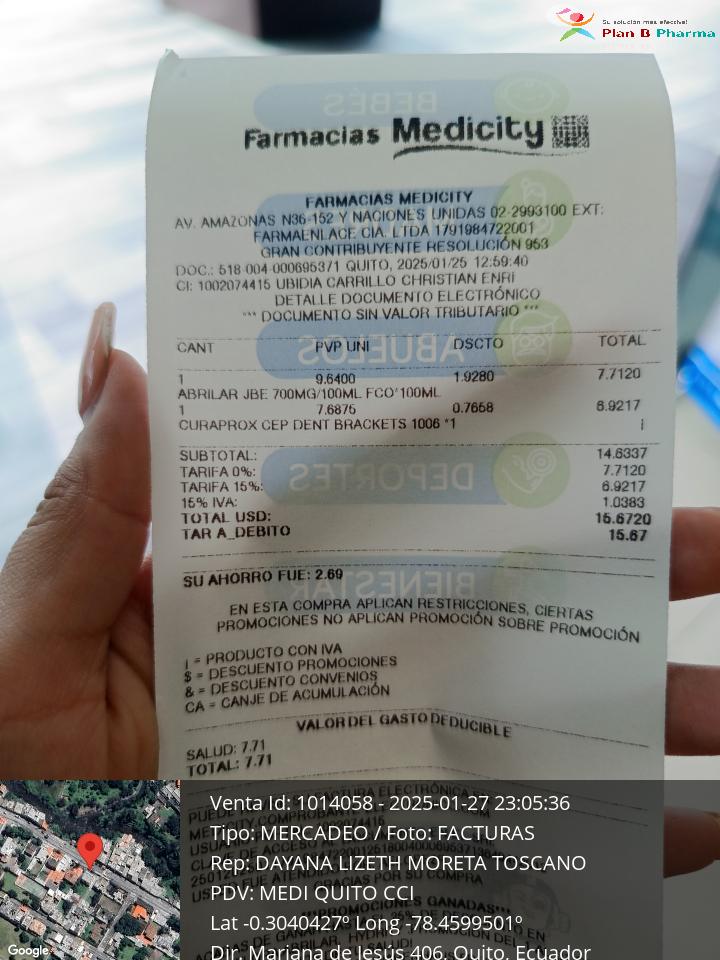 Su solución más efectiva!
Plan B Pharma
BEBÉS
Farmacias Medicity
FARMACIAS MEDICITY
AV. AMAZONAS N36-152 Y NACIONES UNIDAS 02-2993100 EXT:
FARMAENLACE CIA. LTDA 1791984722001
GRAN CONTRIBUYENTE RESOLUCIÓN 953
DOC.: 518-004-000695371 QUITO, 2025/01/25 12:59:40
CI: 1002074415 UBIDIA CARRILLO CHRISTIAN ENRI
DETALLE DOCUMENTO ELECTRÓNICO
*** DOCUMENTO SIN VALOR TRIBUTARIO ***
ABUELOS
CANT PVP UNI DSCTO TOTAL
1 9.6400 1.9280 7.7120
ABRILAR JBE 700MG/100ML FCO*100ML
1 7.6875 0.7658 6.9217
CURAPROX CEP DENT BRACKETS 1006 *1 i
DEPORTES
SUBTOTAL: 14.6337
TARIFA 0%: 7.7120
TARIFA 15%: 6.9217
15% IVA: 1.0383
TOTAL USD: 15.6720
TAR A_DEBITO 15.67
BIENESTAR
SU AHORRO FUE: 2.69
EN ESTA COMPRA APLICAN RESTRICCIONES, CIERTAS
PROMOCIONES NO APLICAN PROMOCIÓN SOBRE PROMOCIÓN
i = PRODUCTO CON IVA
$ = DESCUENTO PROMOCIONES
& = DESCUENTO CONVENIOS
CA = CANJE DE ACUMULACIÓN
VALOR DEL GASTO DEDUCIBLE
SALUD: 7.71
TOTAL: 7.71
Venta Id: 1014058 - 2025-01-27 23:05:36
Tipo: MERCADEO / Foto: FACTURAS
Rep: DAYANA LIZETH MORETA TOSCANO
PDV: MEDI QUITO CCI
Lat -0.3040427º Long -78.4599501º
Dir. Mariana de Jesús 406, Quito, Ecuador
Google